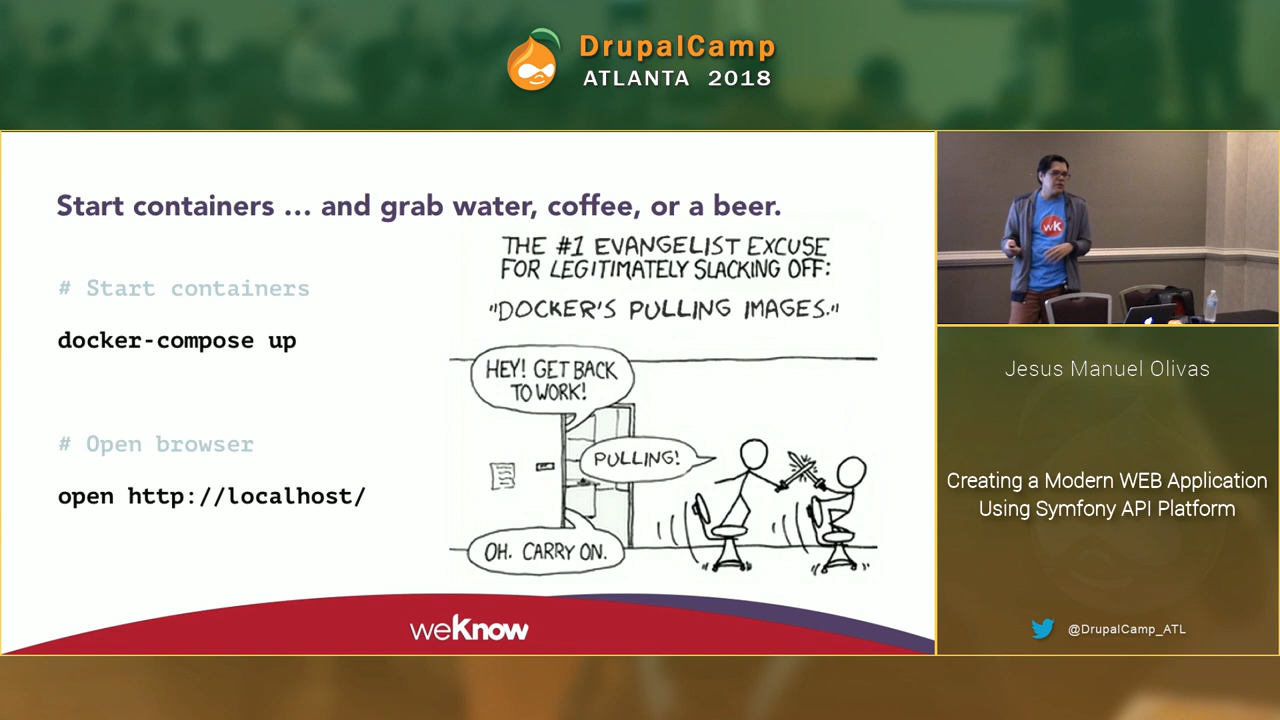 DrupalCamp
ATLANTA 2018
Start containers ... and grab water, coffee, or a beer.
# Start containers
docker-compose up
# Open browser
open http://localhost/
THE #1 EVANGELIST EXCUSE
FOR LEGITIMATELY SLACKING OFF:
"DOCKER'S PULLING IMAGES."
HEY! GET BACK
TO WORK!
PULLING!
OH. CARRY ON.
weKnow
wK
Jesus Manuel Olivas
Creating a Modern WEB Application
Using Symfony API Platform
@DrupalCamp_ATL